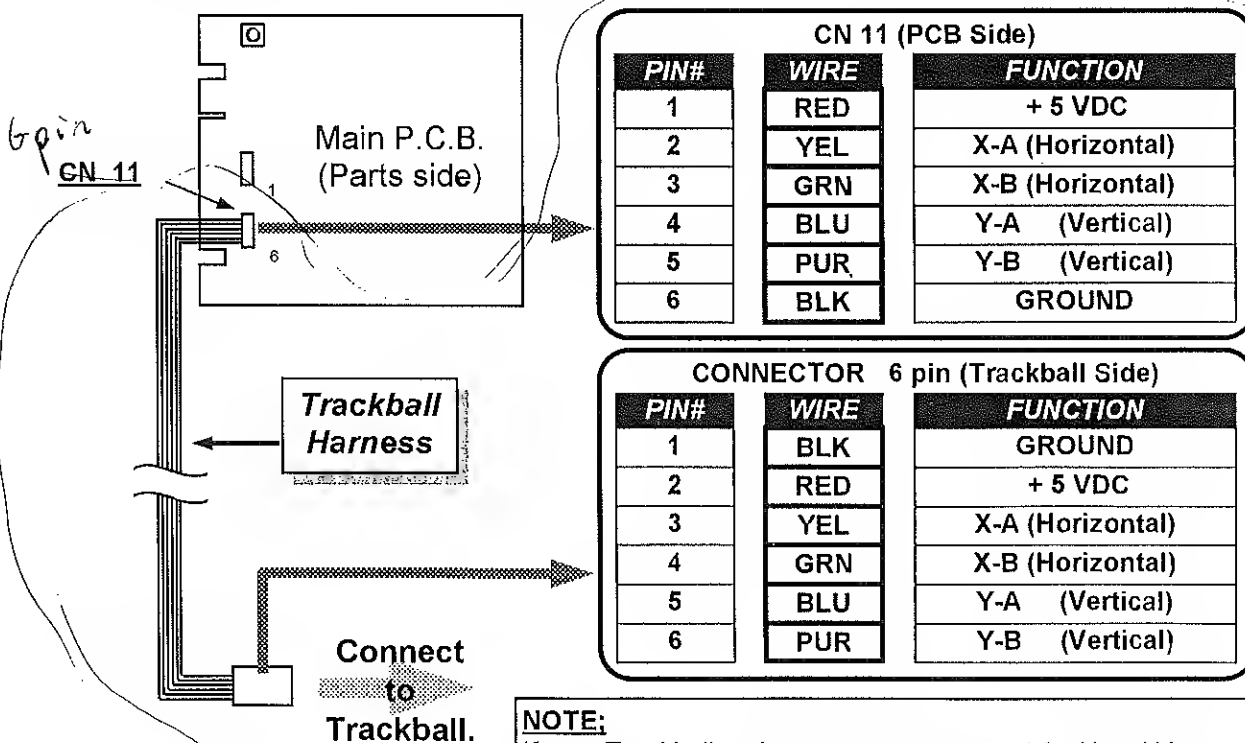 6 pin
CN 11
Main P.C.B.
(Parts side)
1
6
Trackball
Harness
Connect
to
Trackball.
CN 11 (PCB Side)
PIN# WIRE FUNCTION
1 RED + 5 VDC
2 YEL X-A (Horizontal)
3 GRN X-B (Horizontal)
4 BLU Y-A (Vertical)
5 PUR Y-B (Vertical)
6 BLK GROUND
CONNECTOR 6 pin (Trackball Side)
PIN# WIRE FUNCTION
1 BLK GROUND
2 RED + 5 VDC
3 YEL X-A (Horizontal)
4 GRN X-B (Horizontal)
5 BLU Y-A (Vertical)
6 PUR Y-B (Vertical)
NOTE;